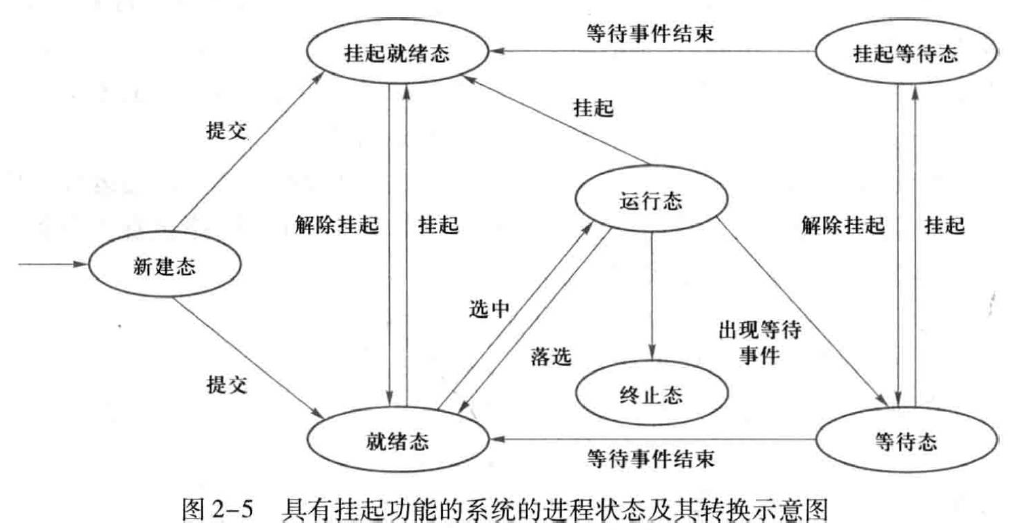 挂起就绪态
等待事件结束
挂起等待态
提交
挂起
运行态
解除挂起
挂起
解除挂起
挂起
新建态
选中
落选
出现等待
事件
提交
终止态
就绪态
等待事件结束
等待态
图 2-5 具有挂起功能的系统的进程状态及其转换示意图